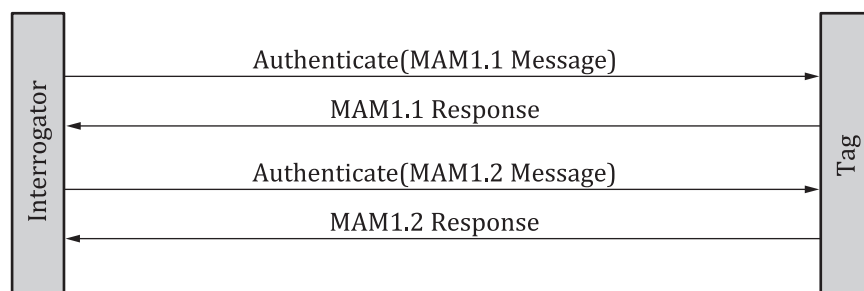 Interrogator
Authenticate(MAM1.1 Message)
MAM1.1 Response
Authenticate(MAM1.2 Message)
MAM1.2 Response
Tag